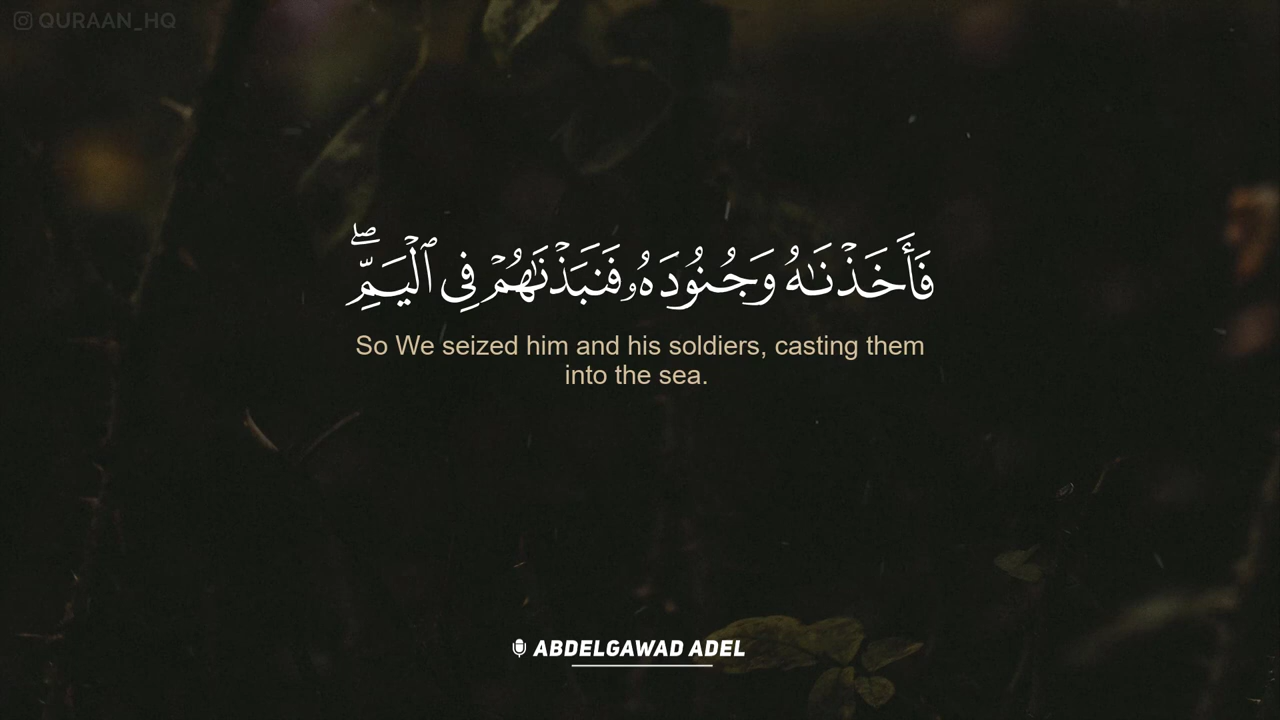 QURAAN_HQ
فَأَخَذْنَـٰهُ وَجُنُودَهُۥ فَنَبَذْنَـٰهُمْ فِى ٱلْيَمِّ ۖ
So We seized him and his soldiers, casting them
into the sea.
ABDELGAWAD ADEL